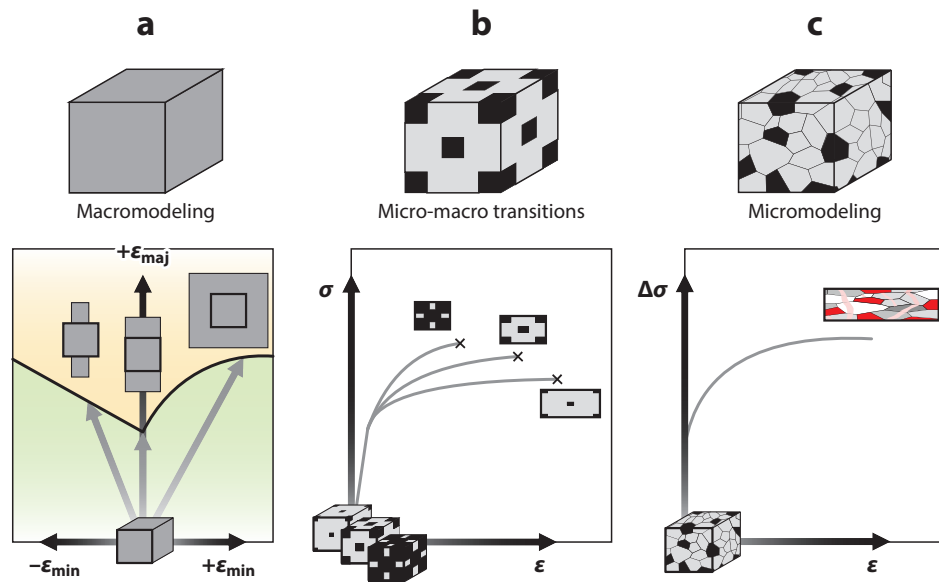 a
b
c
Macromodeling
Micro-macro transitions
Micromodeling
+εmaj
−εmin
+εmin
σ
ε
Δσ
ε